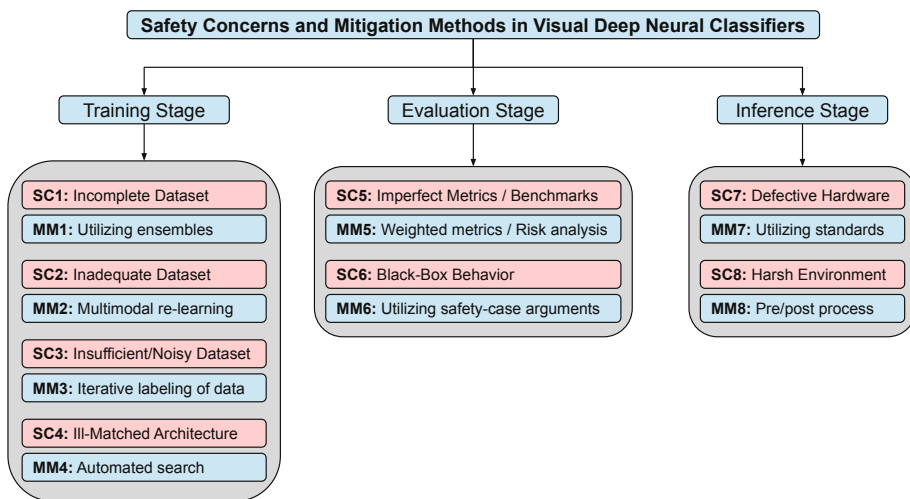 Safety Concerns and Mitigation Methods in Visual Deep Neural Classifiers
Training Stage
Evaluation Stage
Inference Stage
SC1: Incomplete Dataset
MM1: Utilizing ensembles
SC2: Inadequate Dataset
MM2: Multimodal re-learning
SC3: Insufficient/Noisy Dataset
MM3: Iterative labeling of data
SC4: Ill-Matched Architecture
MM4: Automated search
SC5: Imperfect Metrics / Benchmarks
MM5: Weighted metrics / Risk analysis
SC6: Black-Box Behavior
MM6: Utilizing safety-case arguments
SC7: Defective Hardware
MM7: Utilizing standards
SC8: Harsh Environment
MM8: Pre/post process